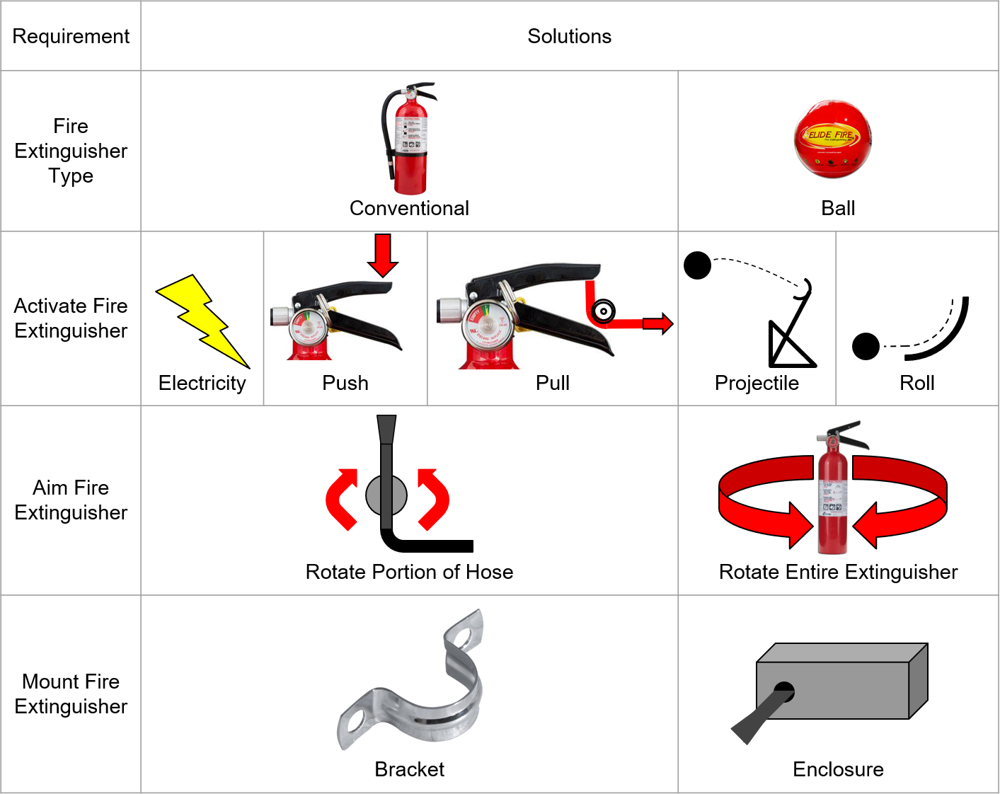 Requirement
Solutions
Fire
Extinguisher
Type
Conventional
ELIDE FIRE
Ball
Activate Fire
Extinguisher
Electricity
Push
Pull
Projectile
Roll
Aim Fire
Extinguisher
Rotate Portion of Hose
Rotate Entire Extinguisher
Mount Fire
Extinguisher
Bracket
Enclosure